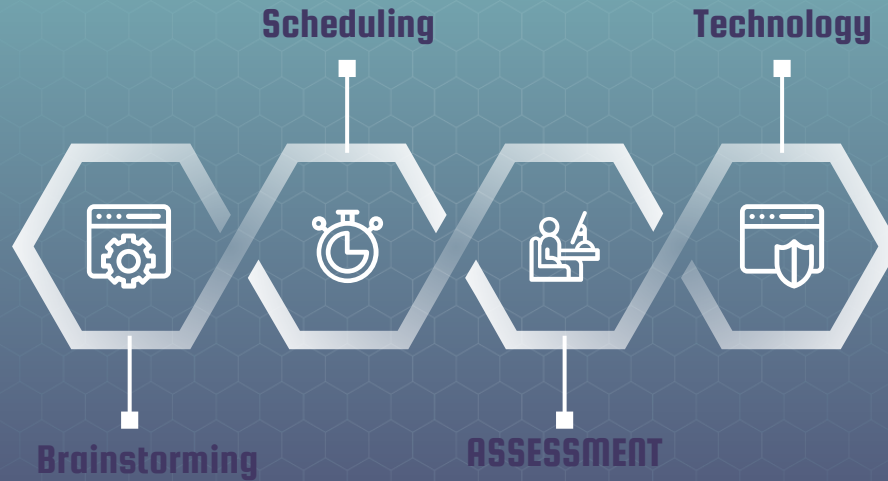 Scheduling
Technology
Brainstorming
ASSESSMENT